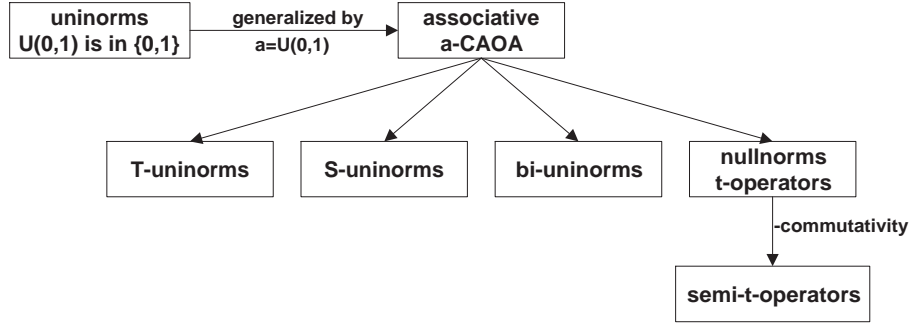 uninorms
U(0,1) is in {0,1}
generalized by
a=U(0,1)
associative
a-CAOA
T-uninorms
S-uninorms
bi-uninorms
nullnorms
t-operators
-commutativity
semi-t-operators